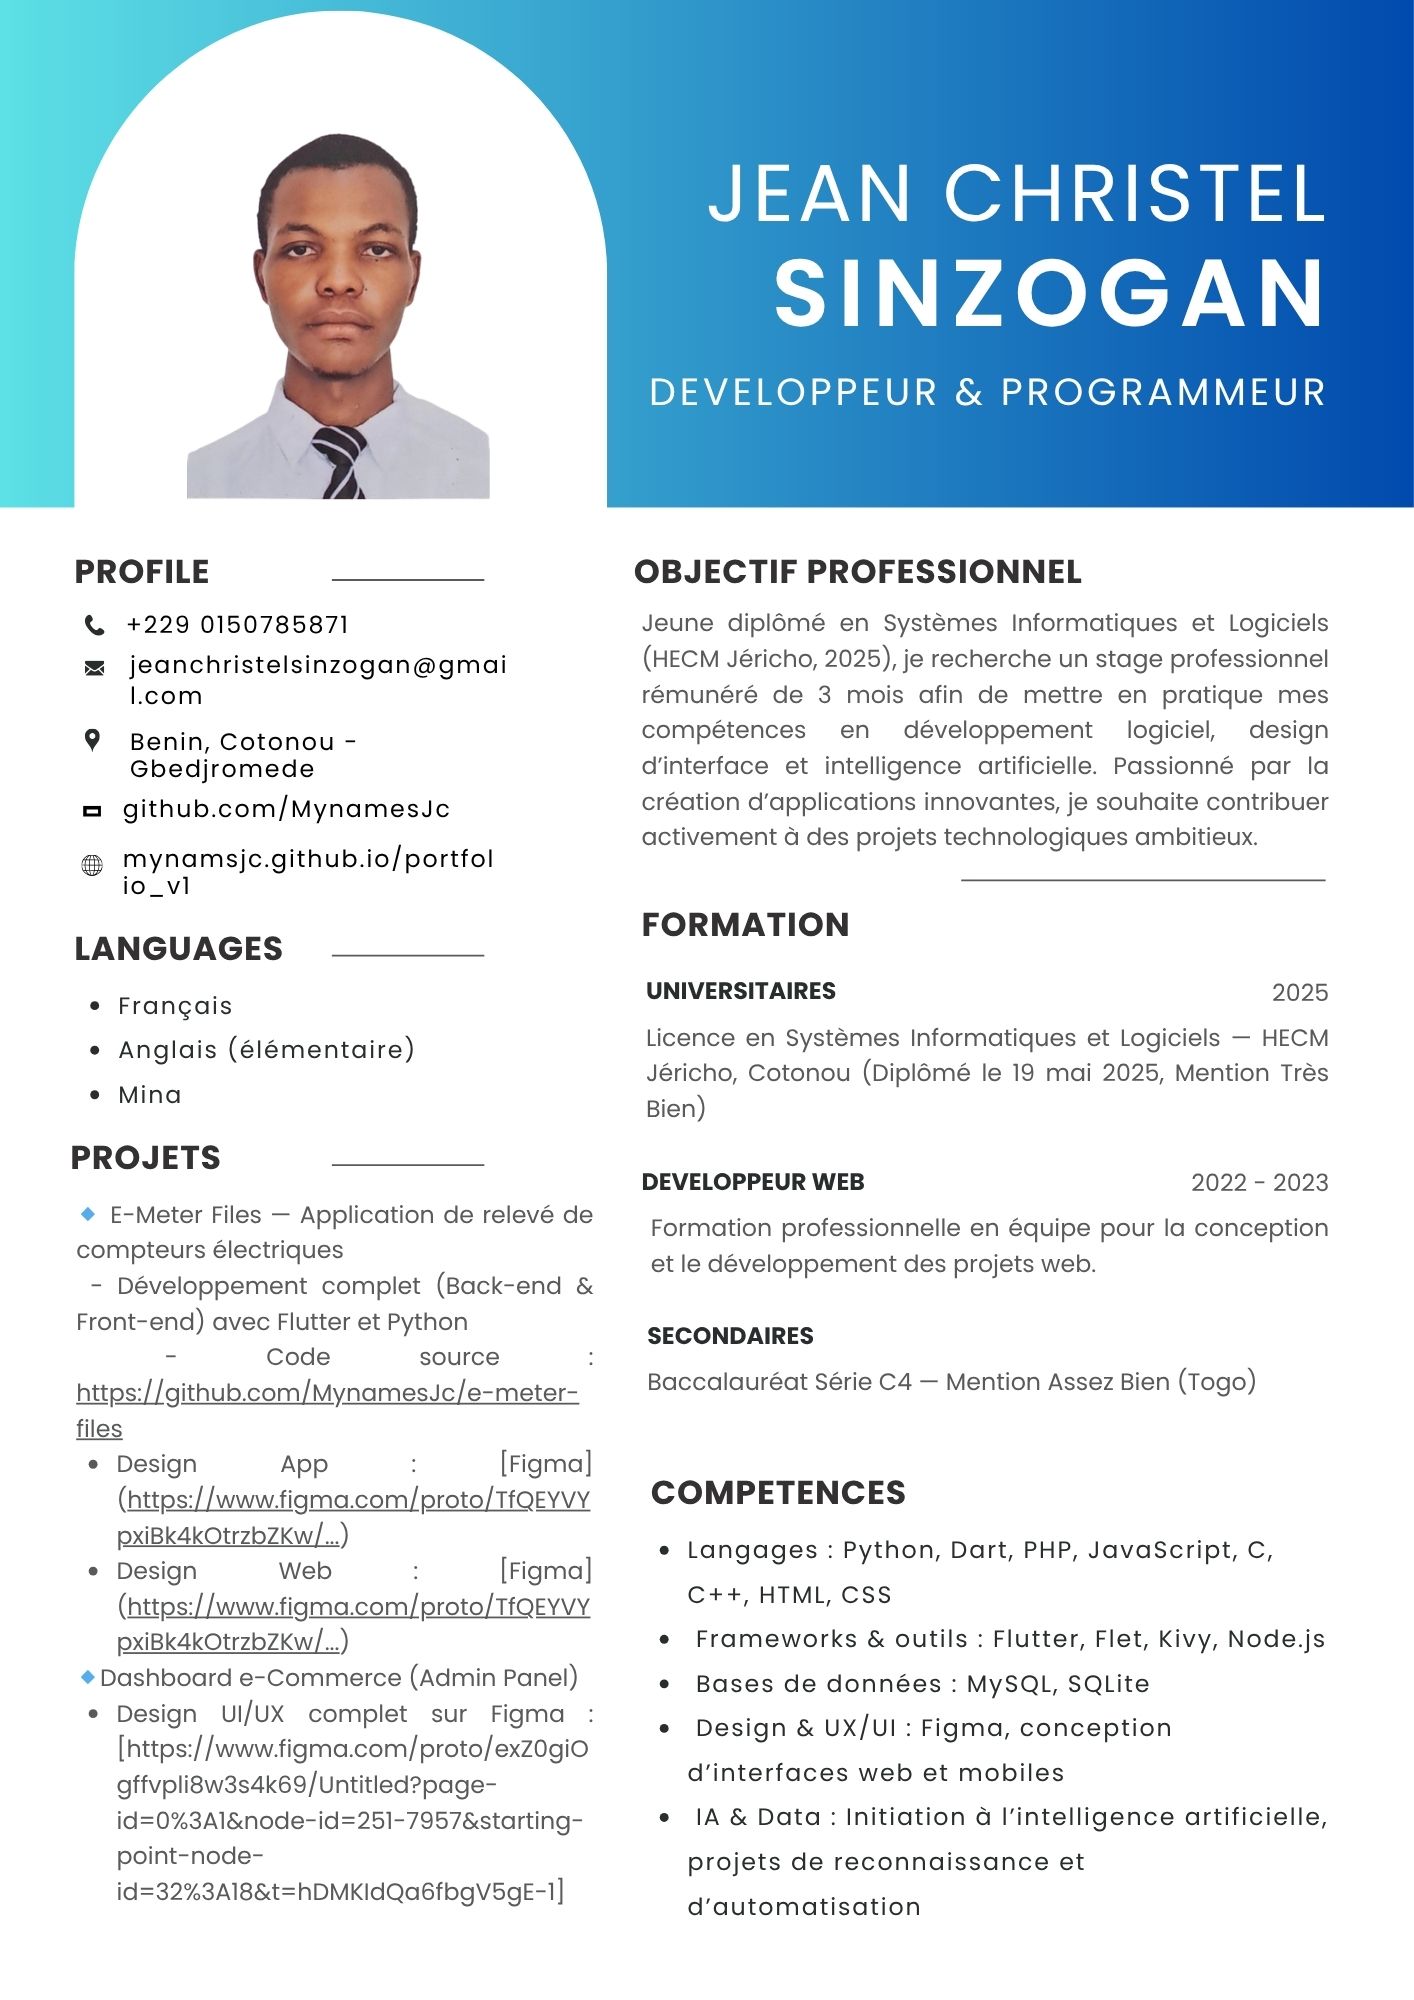 JEAN CHRISTEL
SINZOGAN
DEVELOPPEUR & PROGRAMMEUR
PROFILE
+229 0150785871
jeanchristelsinzogan@gmai
l.com
Benin, Cotonou -
Gbedjromede
github.com/MynamesJc
mynamsjc.github.io/portfol
io_v1
LANGUAGES
• Français
• Anglais (élémentaire)
• Mina
PROJETS
🔹 E-Meter Files — Application de relevé de
compteurs électriques
- Développement complet (Back-end &
Front-end) avec Flutter et Python
- Code source :
https://github.com/MynamesJc/e-meter-
files
• Design App : [Figma]
(https://www.figma.com/proto/TfQEYVY
pxiBk4kOtrzbZKw/...)
• Design Web : [Figma]
(https://www.figma.com/proto/TfQEYVY
pxiBk4kOtrzbZKw/...)
🔹Dashboard e-Commerce (Admin Panel)
• Design UI/UX complet sur Figma :
[https://www.figma.com/proto/exZ0giO
gffvpli8w3s4k69/Untitled?page-
id=0%3A1&node-id=251-7957&starting-
point-node-
id=32%3A18&t=hDMKIdQa6fbgV5gE-1]
OBJECTIF PROFESSIONNEL
Jeune diplômé en Systèmes Informatiques et Logiciels
(HECM Jéricho, 2025), je recherche un stage professionnel
rémunéré de 3 mois afin de mettre en pratique mes
compétences en développement logiciel, design
d’interface et intelligence artificielle. Passionné par la
création d’applications innovantes, je souhaite contribuer
activement à des projets technologiques ambitieux.
FORMATION
UNIVERSITAIRES 2025
Licence en Systèmes Informatiques et Logiciels — HECM
Jéricho, Cotonou (Diplômé le 19 mai 2025, Mention Très
Bien)
DEVELOPPEUR WEB 2022 - 2023
Formation professionnelle en équipe pour la conception
et le développement des projets web.
SECONDAIRES
Baccalauréat Série C4 — Mention Assez Bien (Togo)
COMPETENCES
• Langages : Python, Dart, PHP, JavaScript, C,
C++, HTML, CSS
• Frameworks & outils : Flutter, Flet, Kivy, Node.js
• Bases de données : MySQL, SQLite
• Design & UX/UI : Figma, conception
d’interfaces web et mobiles
• IA & Data : Initiation à l’intelligence artificielle,
projets de reconnaissance et
d’automatisation